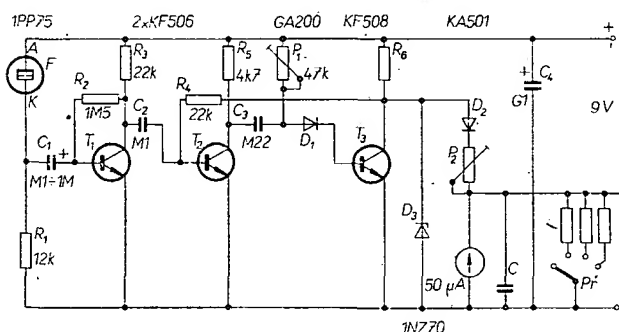 1PP75 2xKF506 GA200 KF508 KA501
A F K
R₃ 22k
R₂ 1M5
C₁ + M1÷1M
R₁ 12k
T₁
C₂ M1
R₅ 4k7
R₄ 22k
T₂
C₃ M22
P₁ 47k
D₁
R₆
T₃
D₃
D₂
P₂
50 μA
C
+ C₄ G1
r
Př
+
9V
−
1NZ70